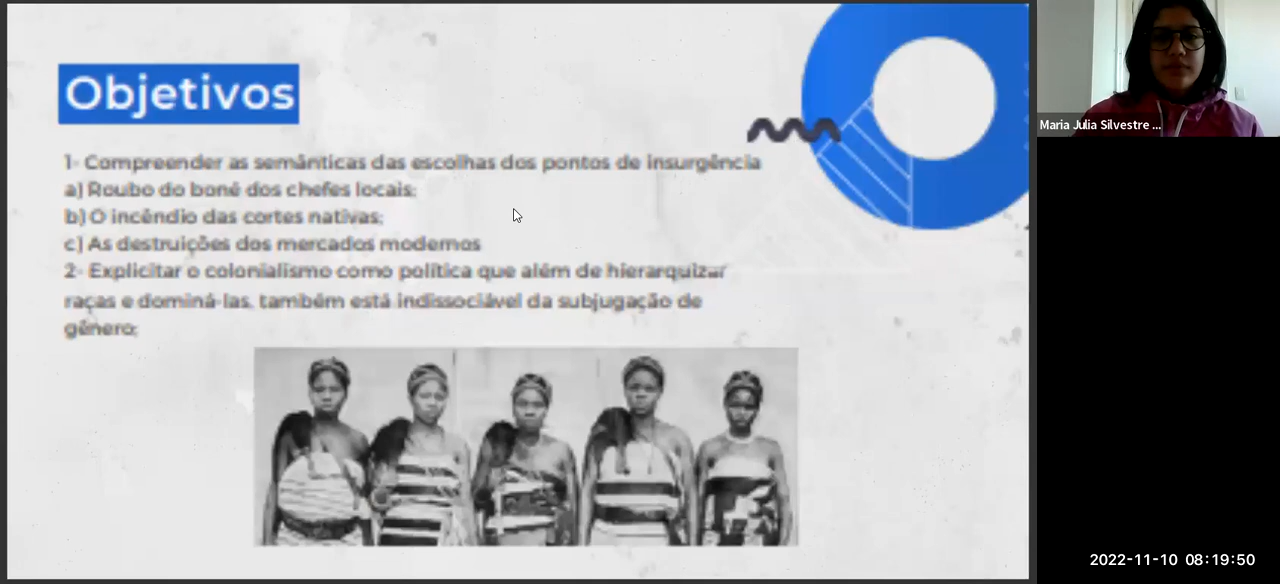 Objetivos
1- Compreender as semânticas das escolhas dos pontos de insurgência
a) Roubo do boné dos chefes locais;
b) O incêndio das cortes nativas;
c) As destruições dos mercados modernos
2- Explicitar o colonialismo como política que além de hierarquizar
raças e dominá-las, também está indissociável da subjugação de
gênero;
Maria Julia Silvestre ...
2022-11-10 08:19:50